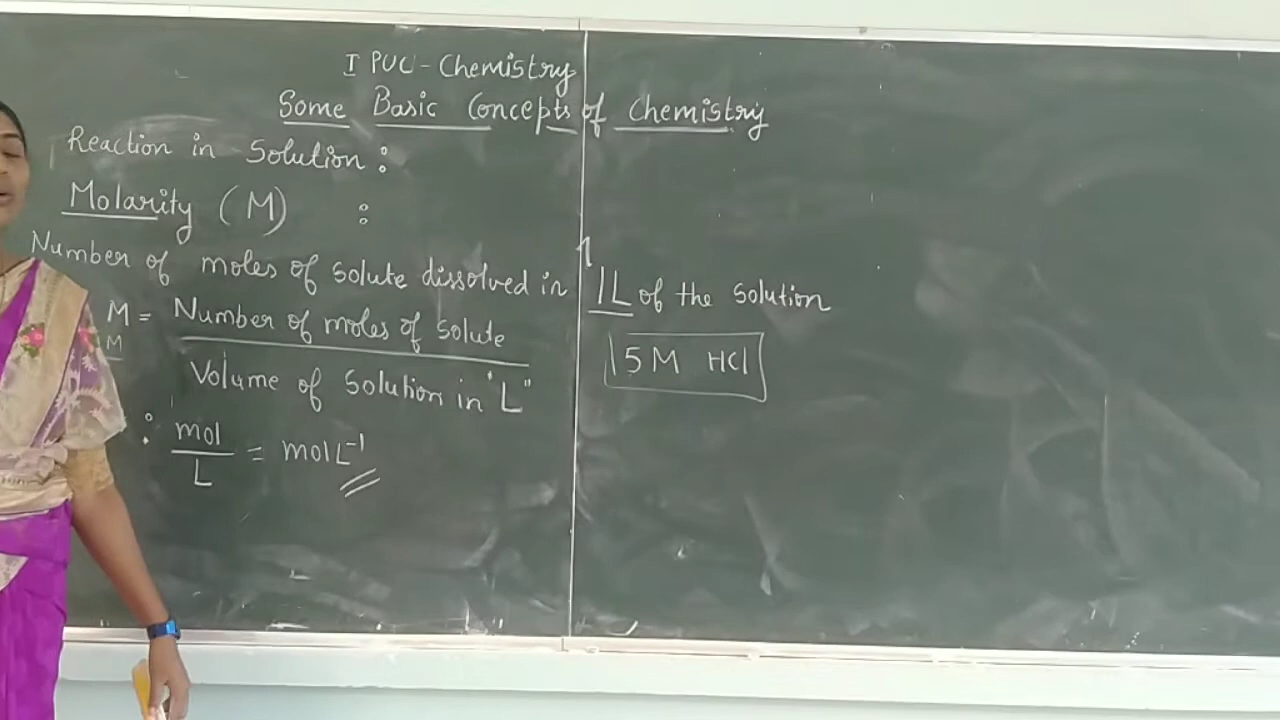 I PUC - Chemistry
Some Basic Concepts of Chemistry
Reaction in Solution :
Molarity (M) :
Number of moles of solute dissolved in 1L of the solution
M = Number of moles of solute
M
Volume of solution in "L"
5 M HCl
: mol
L
= mol L⁻¹